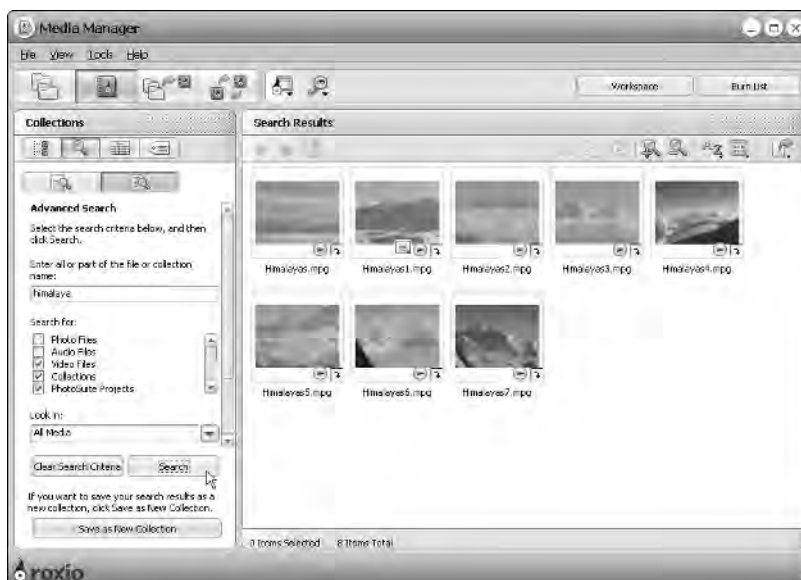 Media Manager
File View Tools Help
Workspace Burn List
Collections
Advanced Search
Select the search criteria below, and then
click Search.
Enter all or part of the file or collection
name:
himalaya
Search for:
Photo Files
Audio Files
Video Files
Collections
PhotoSuite Projects
Look in:
All Media
Clear Search Criteria Search
If you want to save your search results as a
new collection, click Save as New Collection.
Save as New Collection
Search Results:
Himalayas.mpg Himalayas1.mpg Himalayas2.mpg Himalayas3.mpg Himalayas4.mpg
Himalayas5.mpg Himalayas6.mpg Himalayas7.mpg
0 Items Selected 8 Items Total
roxio